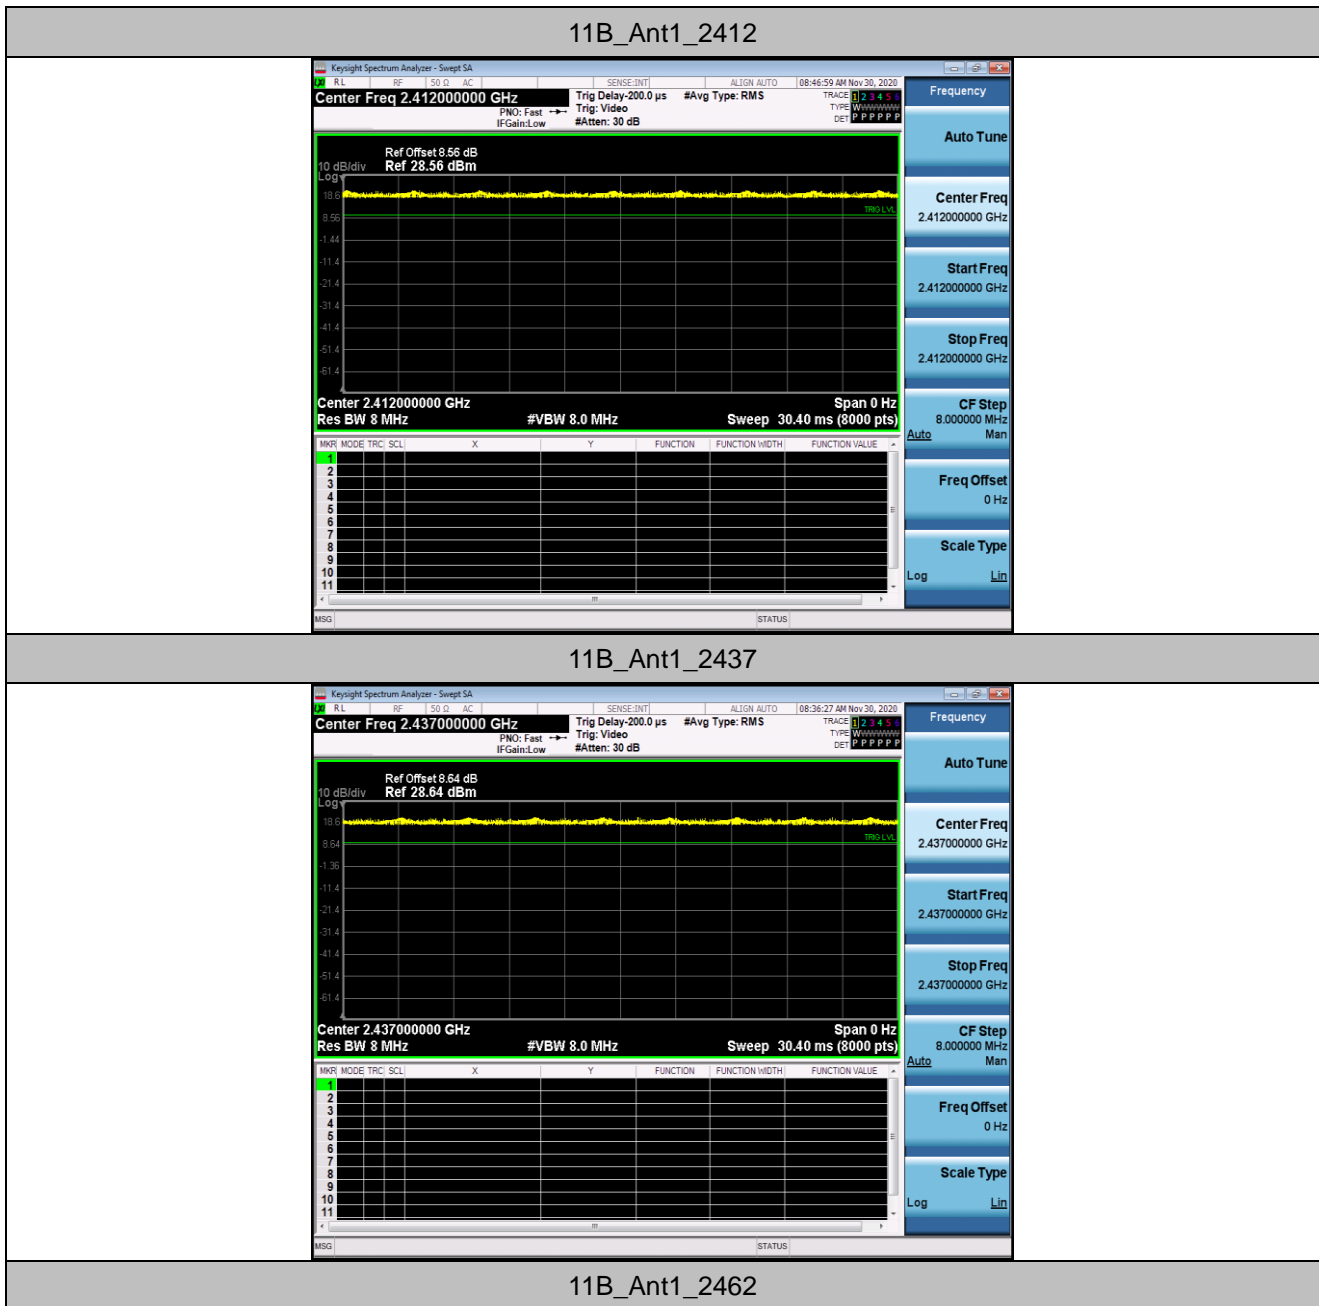 11B_Ant1_2412
Keysight Spectrum Analyzer - Swept SA
RL RF 50 Ω AC SENSE:INT ALIGN AUTO 08:46:59 AM Nov 30, 2020
Center Freq 2.412000000 GHz
PNO: Fast
IFGain:Low
Trig Delay-200.0 µs
Trig: Video
#Atten: 30 dB
#Avg Type: RMS
TRACE 1 2 3 4 5 6
TYPE WWWWWW
DET P P P P P P
Frequency
Auto Tune
Ref Offset 8.56 dB
10 dB/div Ref 28.56 dBm
Log
18.6
8.56
-1.44
-11.4
-21.4
-31.4
-41.4
-51.4
-61.4
TRIG LVL
Center Freq
2.412000000 GHz
Start Freq
2.412000000 GHz
Stop Freq
2.412000000 GHz
Center 2.412000000 GHz Span 0 Hz
Res BW 8 MHz #VBW 8.0 MHz Sweep 30.40 ms (8000 pts)
CF Step
8.000000 MHz
Auto Man
MKR MODE TRC SCL X Y FUNCTION FUNCTION WIDTH FUNCTION VALUE
1
2
3
4
5
6
7
8
9
10
11
Freq Offset
0 Hz
Scale Type
Log Lin
MSG STATUS
11B_Ant1_2437
Keysight Spectrum Analyzer - Swept SA
RL RF 50 Ω AC SENSE:INT ALIGN AUTO 08:36:27 AM Nov 30, 2020
Center Freq 2.437000000 GHz
PNO: Fast
IFGain:Low
Trig Delay-200.0 µs
Trig: Video
#Atten: 30 dB
#Avg Type: RMS
TRACE 1 2 3 4 5 6
TYPE WWWWWW
DET P P P P P P
Frequency
Auto Tune
Ref Offset 8.64 dB
10 dB/div Ref 28.64 dBm
Log
18.6
8.64
-1.36
-11.4
-21.4
-31.4
-41.4
-51.4
-61.4
TRIG LVL
Center Freq
2.437000000 GHz
Start Freq
2.437000000 GHz
Stop Freq
2.437000000 GHz
Center 2.437000000 GHz Span 0 Hz
Res BW 8 MHz #VBW 8.0 MHz Sweep 30.40 ms (8000 pts)
CF Step
8.000000 MHz
Auto Man
MKR MODE TRC SCL X Y FUNCTION FUNCTION WIDTH FUNCTION VALUE
1
2
3
4
5
6
7
8
9
10
11
Freq Offset
0 Hz
Scale Type
Log Lin
MSG STATUS
11B_Ant1_2462